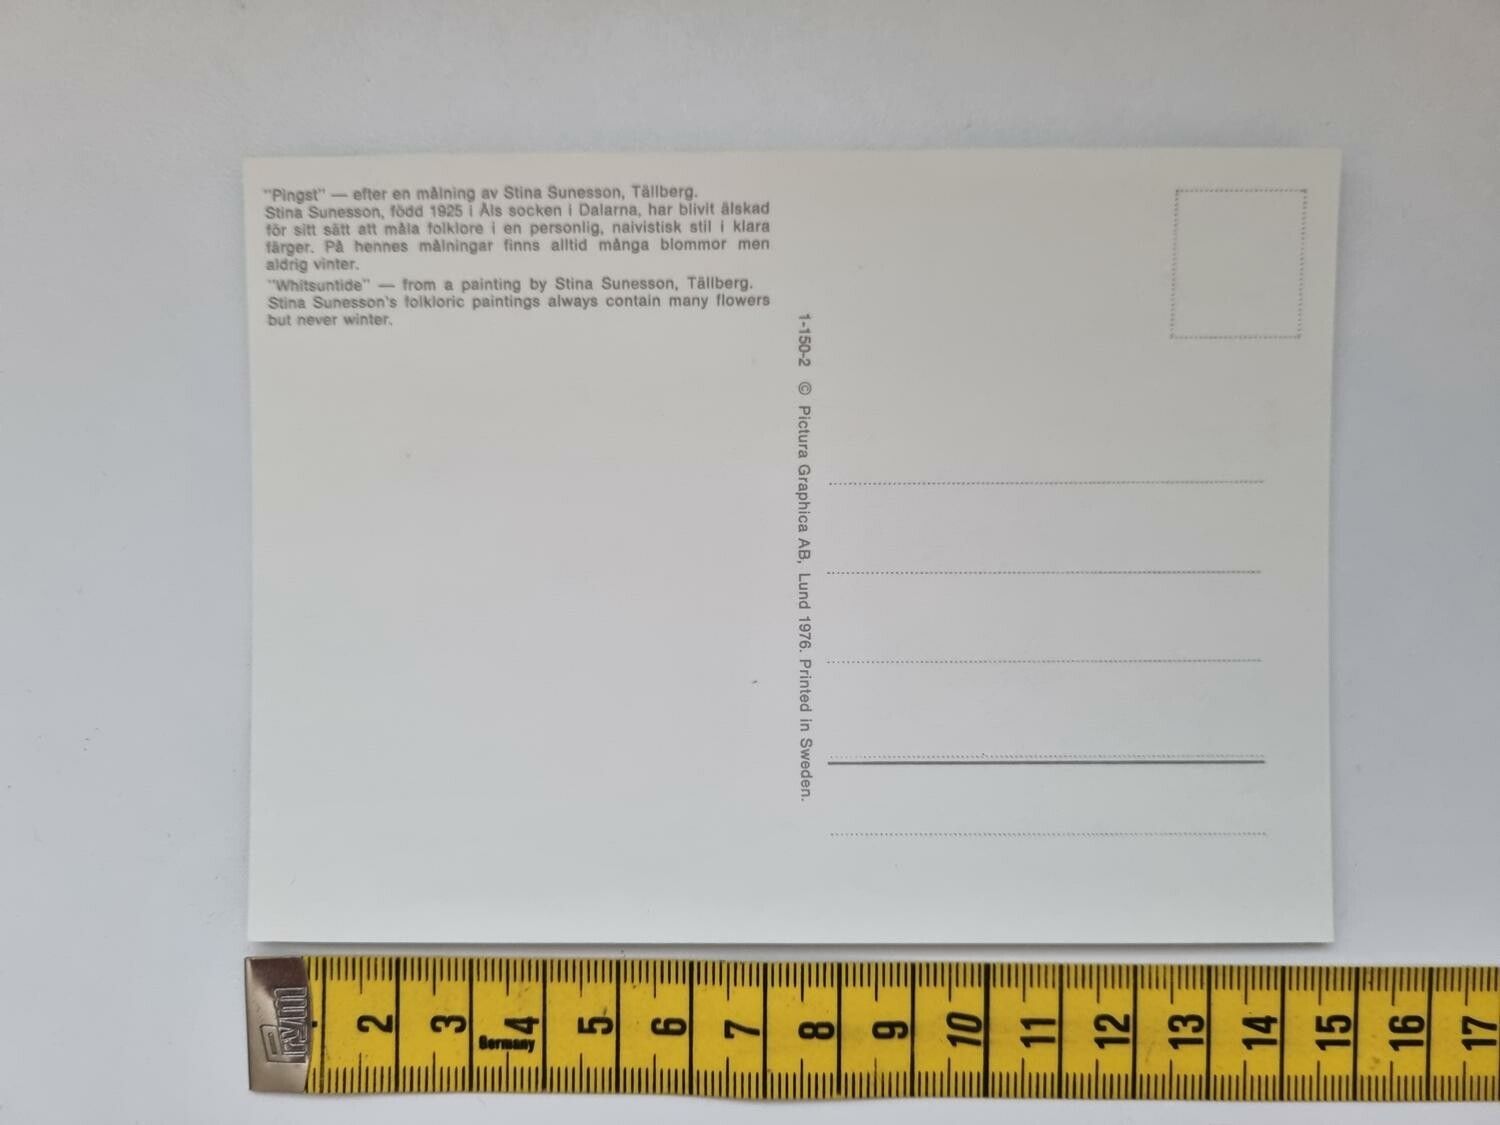 "Pingst" — efter en målning av Stina Sunesson, Tällberg.
Stina Sunesson, född 1925 i Åls socken i Dalarna, har blivit älskad
för sitt sätt att måla folklore i en personlig, naivistisk stil i klara
färger. På hennes målningar finns alltid många blommor men
aldrig vinter.
"Whitsuntide" — from a painting by Stina Sunesson, Tällberg.
Stina Sunesson's folkloric paintings always contain many flowers
but never winter.
1-150-2 © Pictura Graphica AB, Lund 1976. Printed in Sweden.
Prym
2 3 4 5 6 7 8 9 10 11 12 13 14 15 16 17
Germany